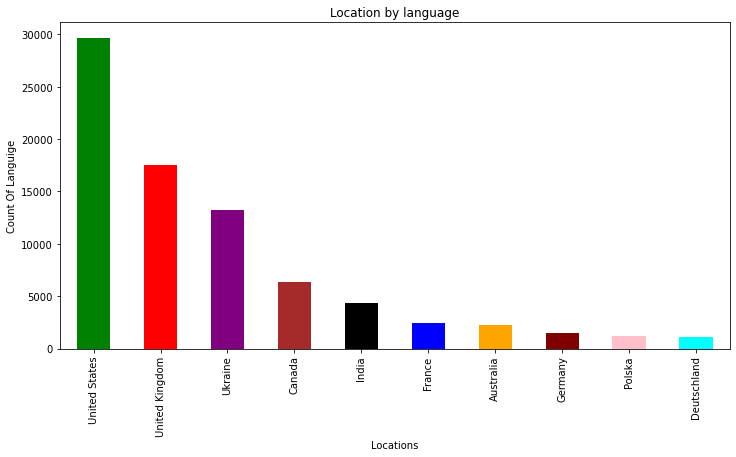 Location by language
Count Of Languige
30000
25000
20000
15000
10000
5000
0
United States
United Kingdom
Ukraine
Canada
India
France
Australia
Germany
Polska
Deutschland
Locations